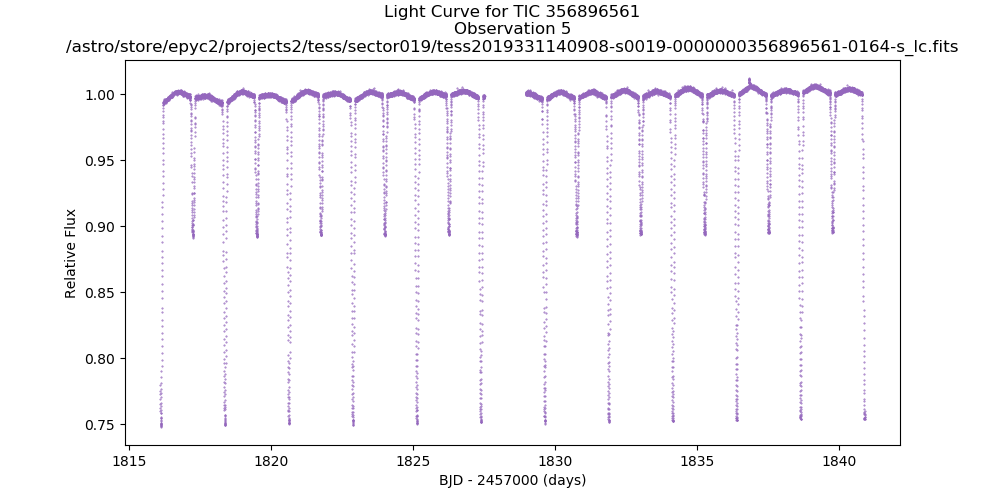 Light Curve for TIC 356896561
Observation 5
/astro/store/epyc2/projects2/tess/sector019/tess2019331140908-s0019-0000000356896561-0164-s_lc.fits
Relative Flux
1.00
0.95
0.90
0.85
0.80
0.75
1815
1820
1825
1830
1835
1840
BJD - 2457000 (days)